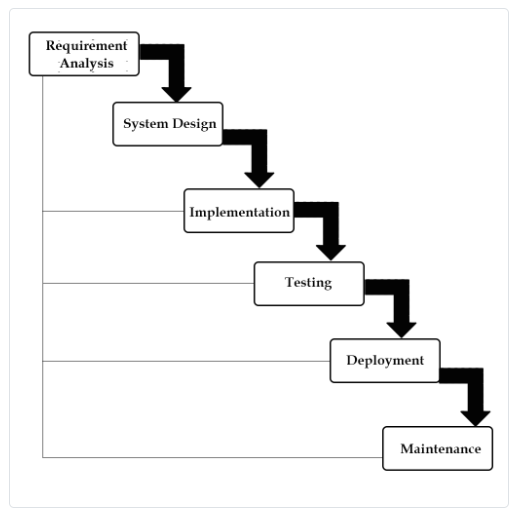 Requirement
Analysis
System Design
Implementation
Testing
Deployment
Maintenance